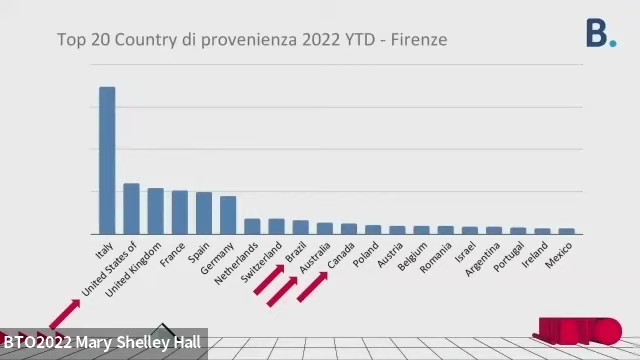 Top 20 Country di provenienza 2022 YTD - Firenze
B.
Italy
United States of
United Kingdom
France
Spain
Germany
Netherlands
Switzerland
Brazil
Australia
Canada
Poland
Austria
Belgium
Romania
Israel
Argentina
Portugal
Ireland
Mexico
BTO2022 Mary Shelley Hall